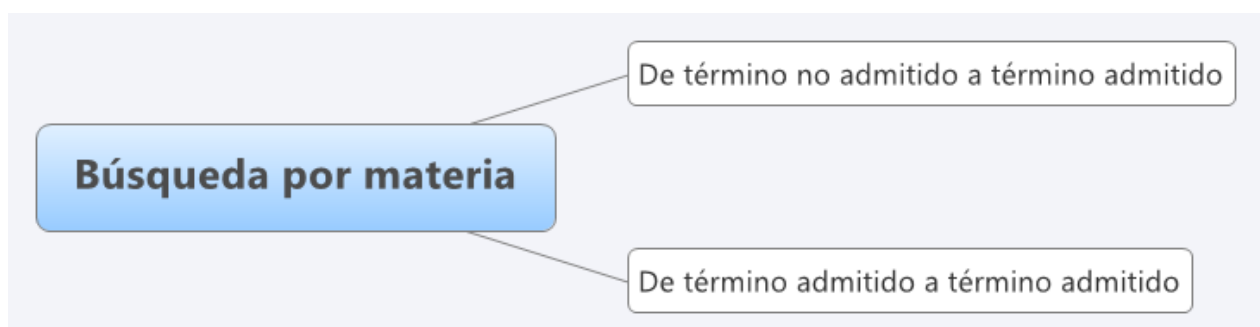 De término no admitido a término admitido
Búsqueda por materia
De término admitido a término admitido